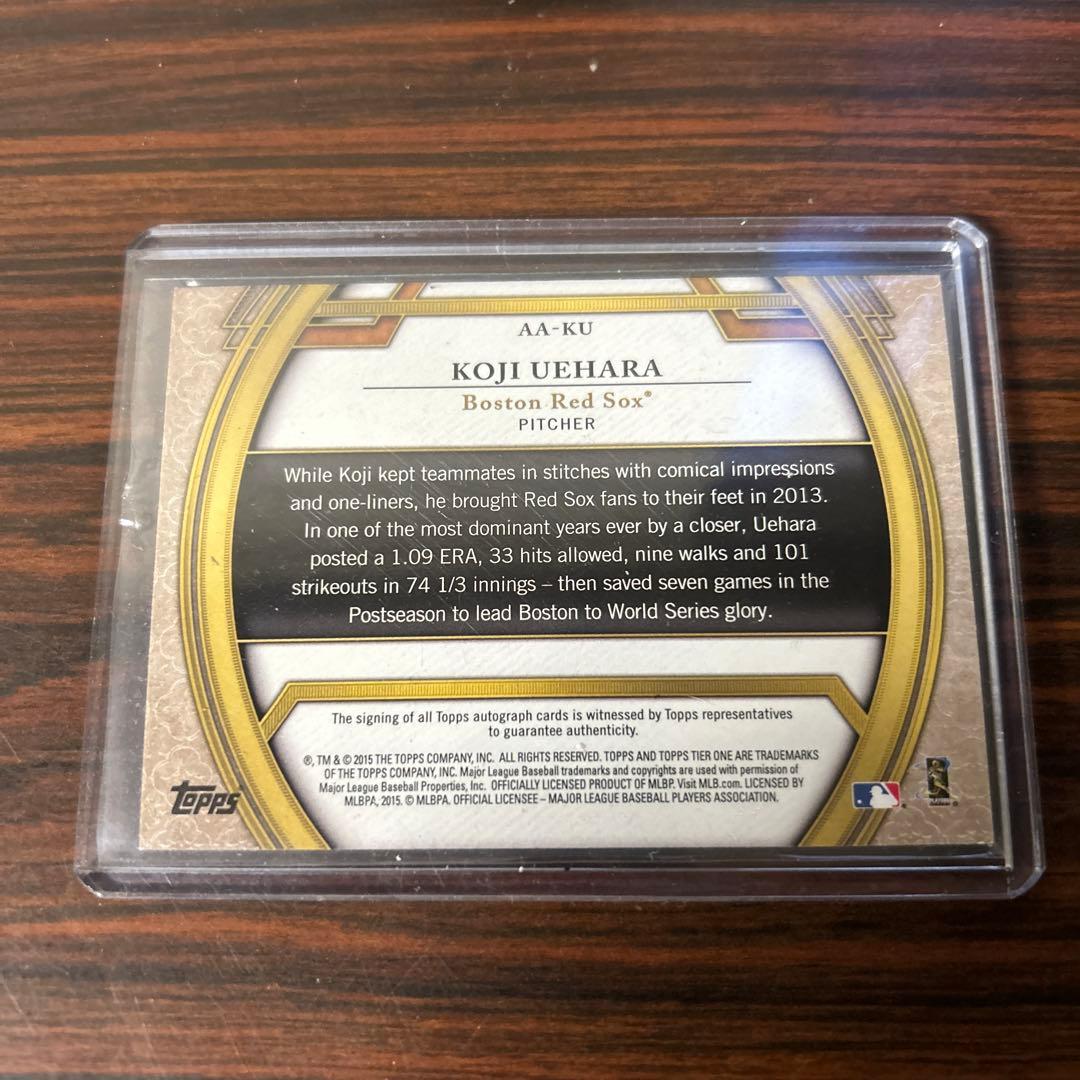 AA-KU
KOJI UEHARA
Boston Red Sox®
PITCHER
While Koji kept teammates in stitches with comical impressions
and one-liners, he brought Red Sox fans to their feet in 2013.
In one of the most dominant years ever by a closer, Uehara
posted a 1.09 ERA, 33 hits allowed, nine walks and 101
strikeouts in 74 1/3 innings – then saved seven games in the
Postseason to lead Boston to World Series glory.
The signing of all Topps autograph cards is witnessed by Topps representatives
to guarantee authenticity.
®, TM & © 2015 THE TOPPS COMPANY, INC. ALL RIGHTS RESERVED. TOPPS AND TOPPS TIER ONE ARE TRADEMARKS
OF THE TOPPS COMPANY, INC. Major League Baseball trademarks and copyrights are used with permission of
Major League Baseball Properties, Inc. OFFICIALLY LICENSED PRODUCT OF MLBP. Visit MLB.com. LICENSED BY
MLBPA, 2015. © MLBPA. OFFICIAL LICENSEE – MAJOR LEAGUE BASEBALL PLAYERS ASSOCIATION.
Topps